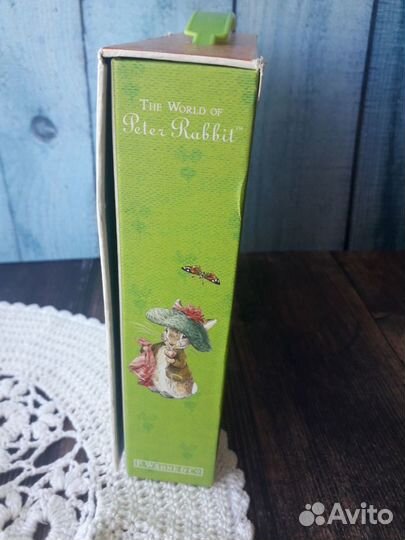 THE WORLD OF
Peter Rabbit™
F. WARNE & Co
Avito